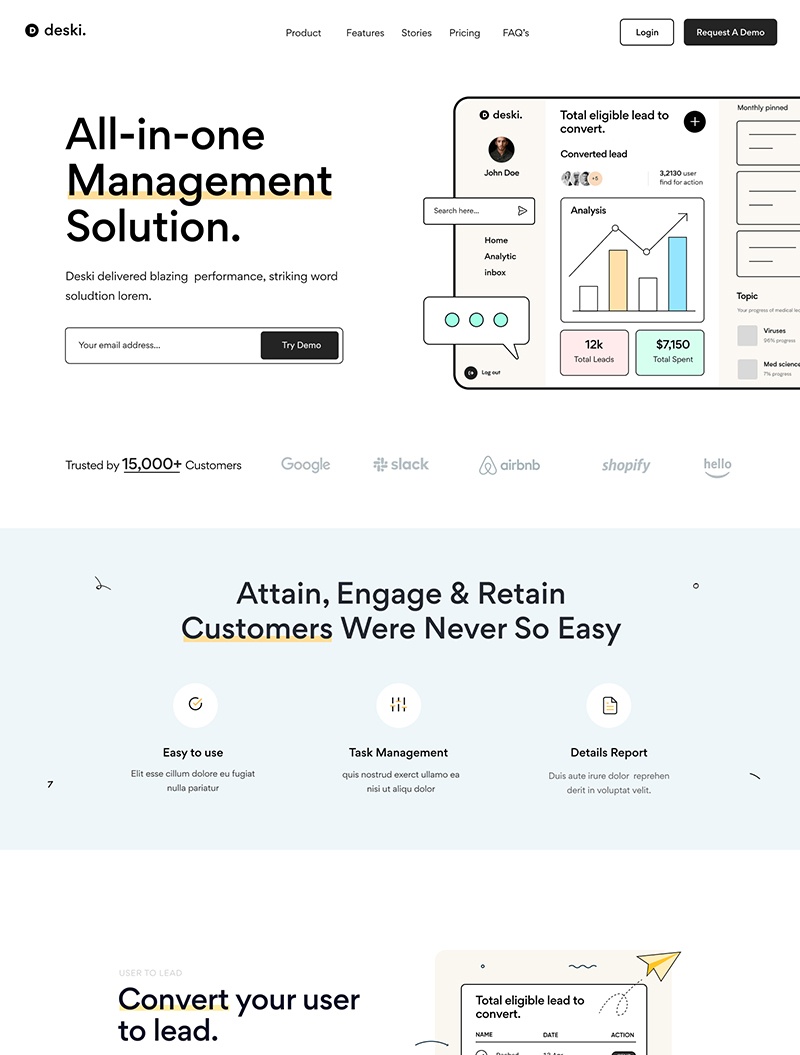 deski.
Product Features Stories Pricing FAQ's
Login
Request A Demo
All-in-one
Management
Solution.
Deski delivered blazing performance, striking word
soludtion lorem.
Your email address...
Try Demo
deski.
John Doe
Search here...
Home
Analytic
inbox
Log out
Total eligible lead to
convert.
Converted lead
+5
3,2130 user
find for action
Analysis
12k
Total Leads
$7,150
Total Spent
Monthly pinned
Topic
Your progress of medical
Viruses
96% progress
Med science
7% progress
Trusted by 15,000+ Customers
Google
slack
airbnb
shopify
hello
Attain, Engage & Retain
Customers Were Never So Easy
Easy to use
Elit esse cillum dolore eu fugiat
nulla pariatur
Task Management
quis nostrud exerct ullamo ea
nisi ut aliqu dolor
Details Report
Duis aute irure dolor reprehen
derit in voluptat velit.
7
USER TO LEAD
Convert your user
to lead.
Total eligible lead to
convert.
NAME DATE ACTION